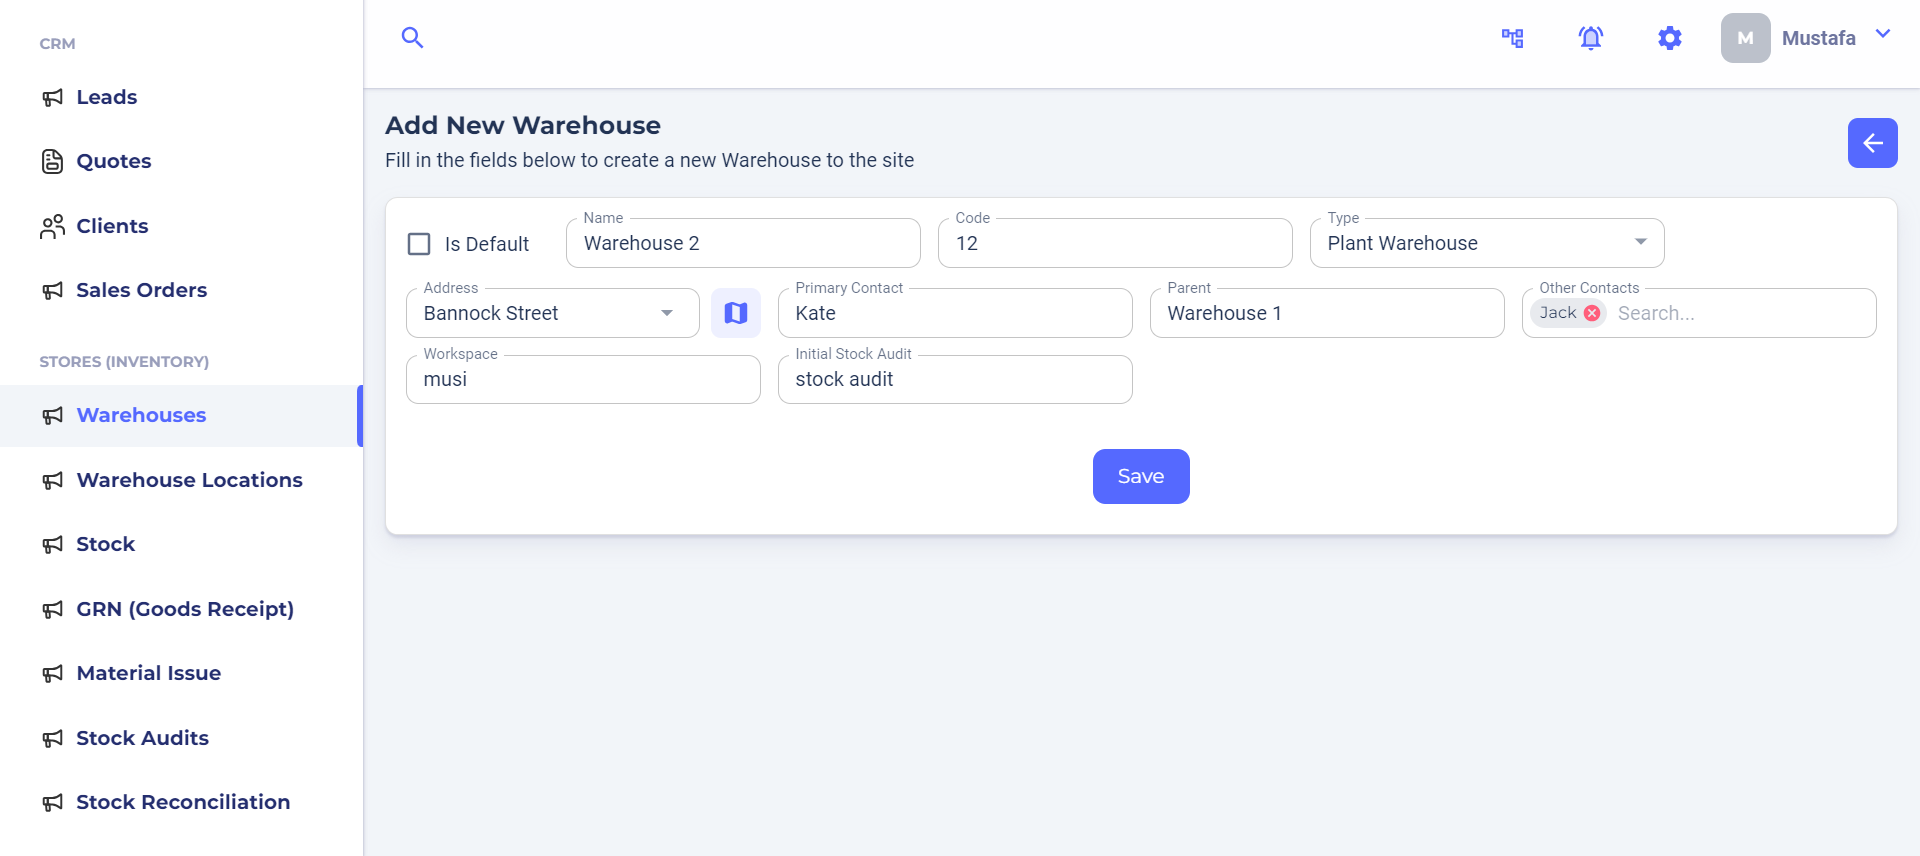 CRM
Leads
Quotes
Clients
Sales Orders
STORES (INVENTORY)
Warehouses
Warehouse Locations
Stock
GRN (Goods Receipt)
Material Issue
Stock Audits
Stock Reconciliation
M Mustafa
Add New Warehouse
Fill in the fields below to create a new Warehouse to the site
Is Default
Name
Warehouse 2
Code
12
Type
Plant Warehouse
Address
Bannock Street
Primary Contact
Kate
Parent
Warehouse 1
Other Contacts
Jack Search...
Workspace
musi
Initial Stock Audit
stock audit
Save